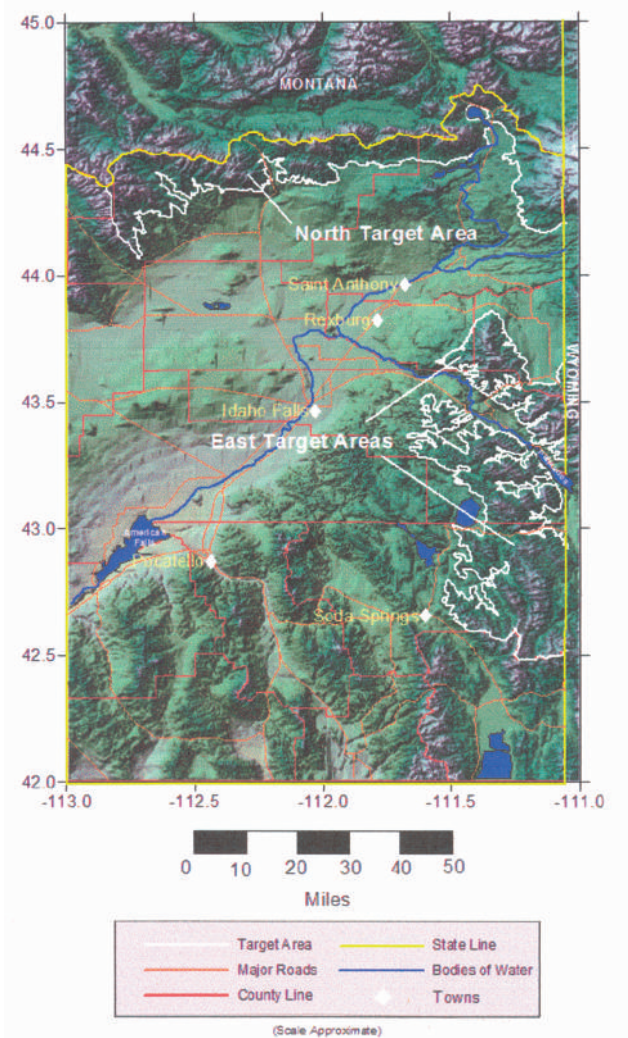 45.0
MONTANA
44.5
North Target Area
44.0
Saint Anthony
Rexburg
WYOMING
43.5
Idaho Falls
East Target Areas
43.0
American
Falls
Pocatello
Soda Springs
42.5
42.0
-113.0 -112.5 -112.0 -111.5 -111.0
0 10 20 30 40 50
Miles
Target Area State Line
Major Roads Bodies of Water
County Line Towns
(Scale Approximate)